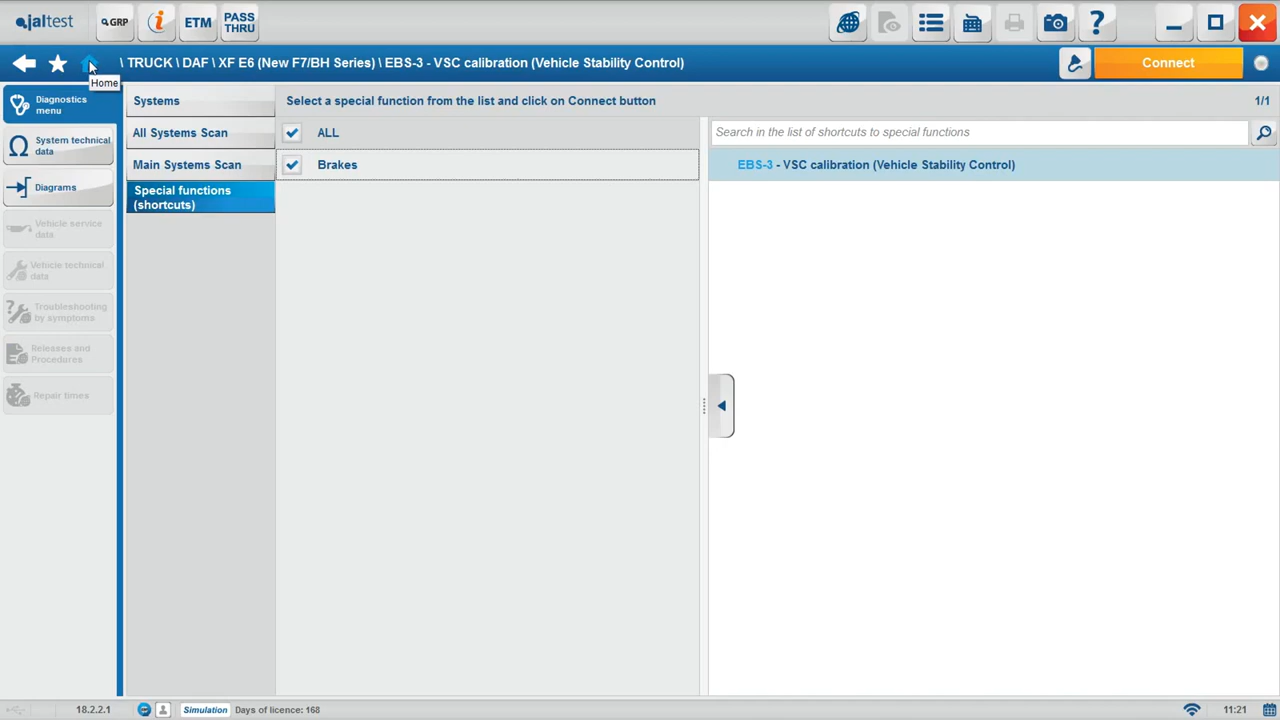 jaltest
GRP
i
ETM
PASS
THRU
?
\ TRUCK \ DAF \ XF E6 (New F7/BH Series) \ EBS-3 - VSC calibration (Vehicle Stability Control)
Connect
Home
Diagnostics
menu
System technical
data
Diagrams
Vehicle service
data
Vehicle technical
data
Troubleshooting
by symptoms
Releases and
Procedures
Repair times
Systems
All Systems Scan
Main Systems Scan
Special functions
(shortcuts)
Select a special function from the list and click on Connect button
1/1
ALL
Brakes
Search in the list of shortcuts to special functions
EBS-3 - VSC calibration (Vehicle Stability Control)
18.2.2.1
Simulation
Days of licence: 168
11:21